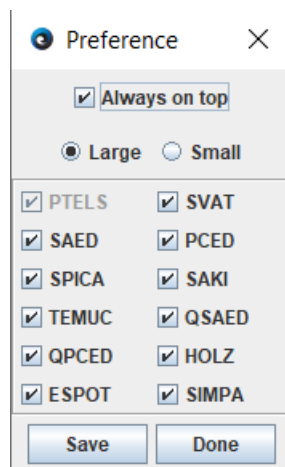 Preference
Always on top
Large Small
PTELS SVAT
SAED PCED
SPICA SAKI
TEMUC QSAED
QPCED HOLZ
ESPOT SIMPA
Save Done